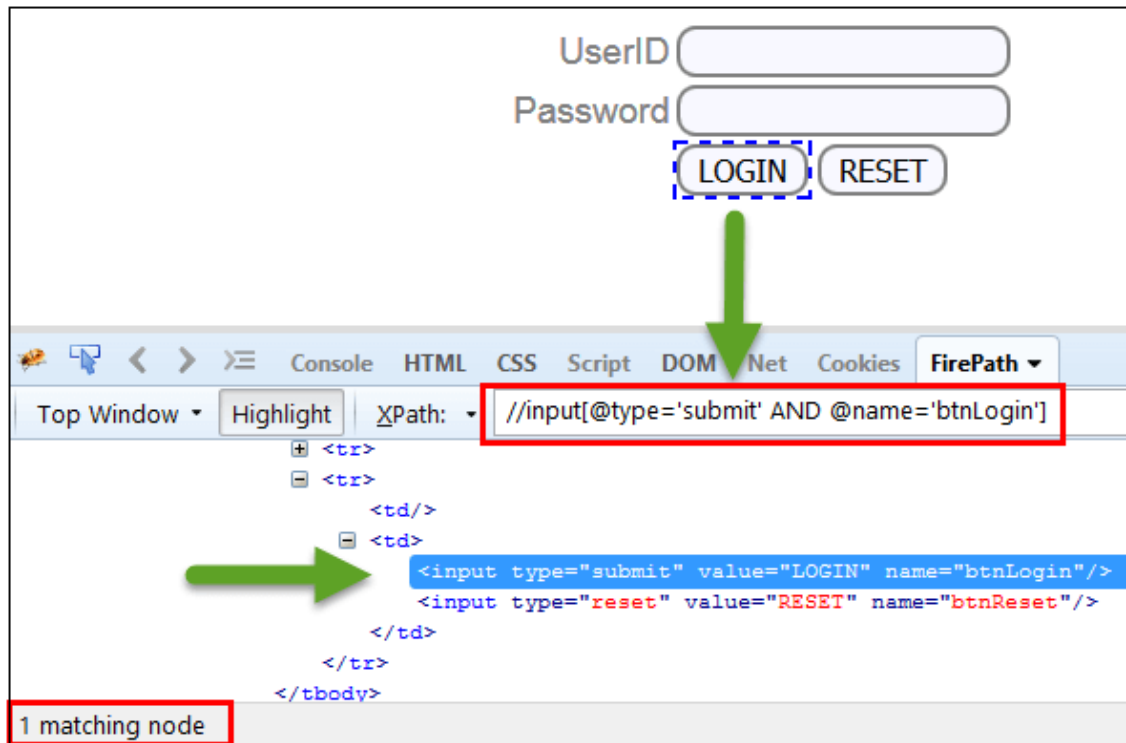 UserID
Password
LOGIN RESET
Console HTML CSS Script DOM Net Cookies FirePath
Top Window Highlight XPath: //input[@type='submit' AND @name='btnLogin']
<tr>
<tr>
<td/>
<td>
<input type="submit" value="LOGIN" name="btnLogin"/>
<input type="reset" value="RESET" name="btnReset"/>
</td>
</tr>
</tbody>
1 matching node